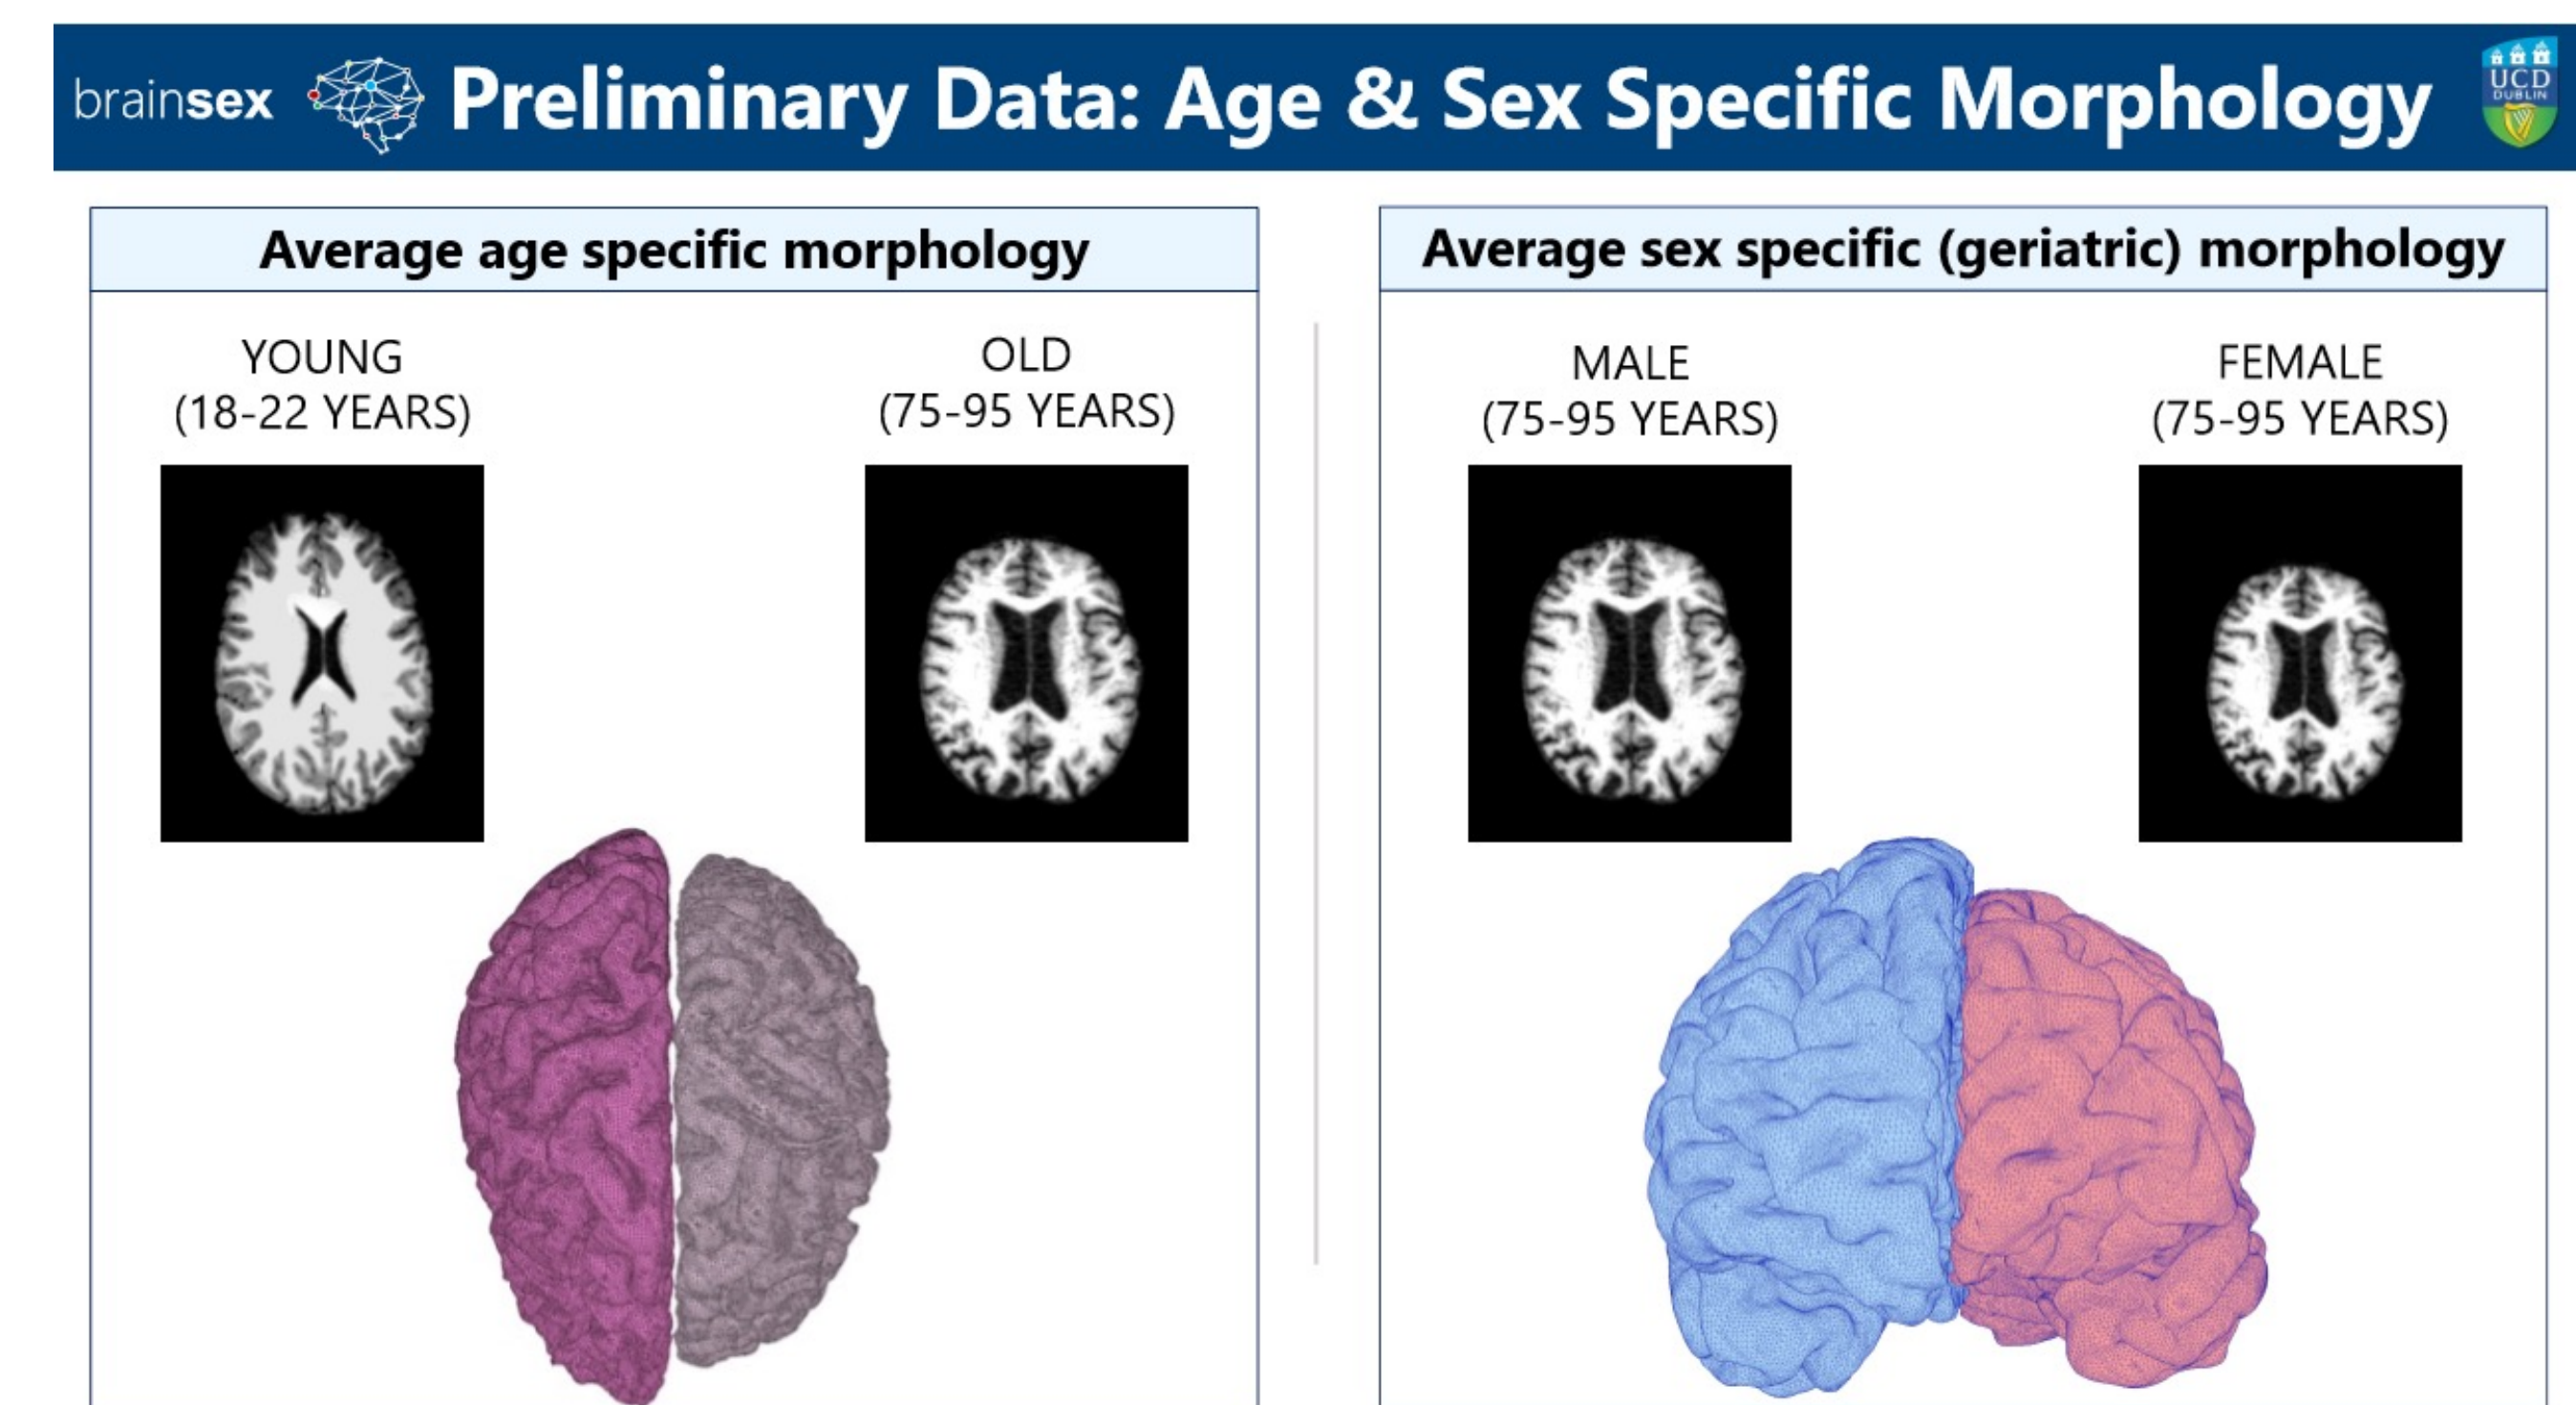 brainsex
Preliminary Data: Age & Sex Specific Morphology
UCD
DUBLIN
Average age specific morphology
YOUNG
(18-22 YEARS)
OLD
(75-95 YEARS)
Average sex specific (geriatric) morphology
MALE
(75-95 YEARS)
FEMALE
(75-95 YEARS)